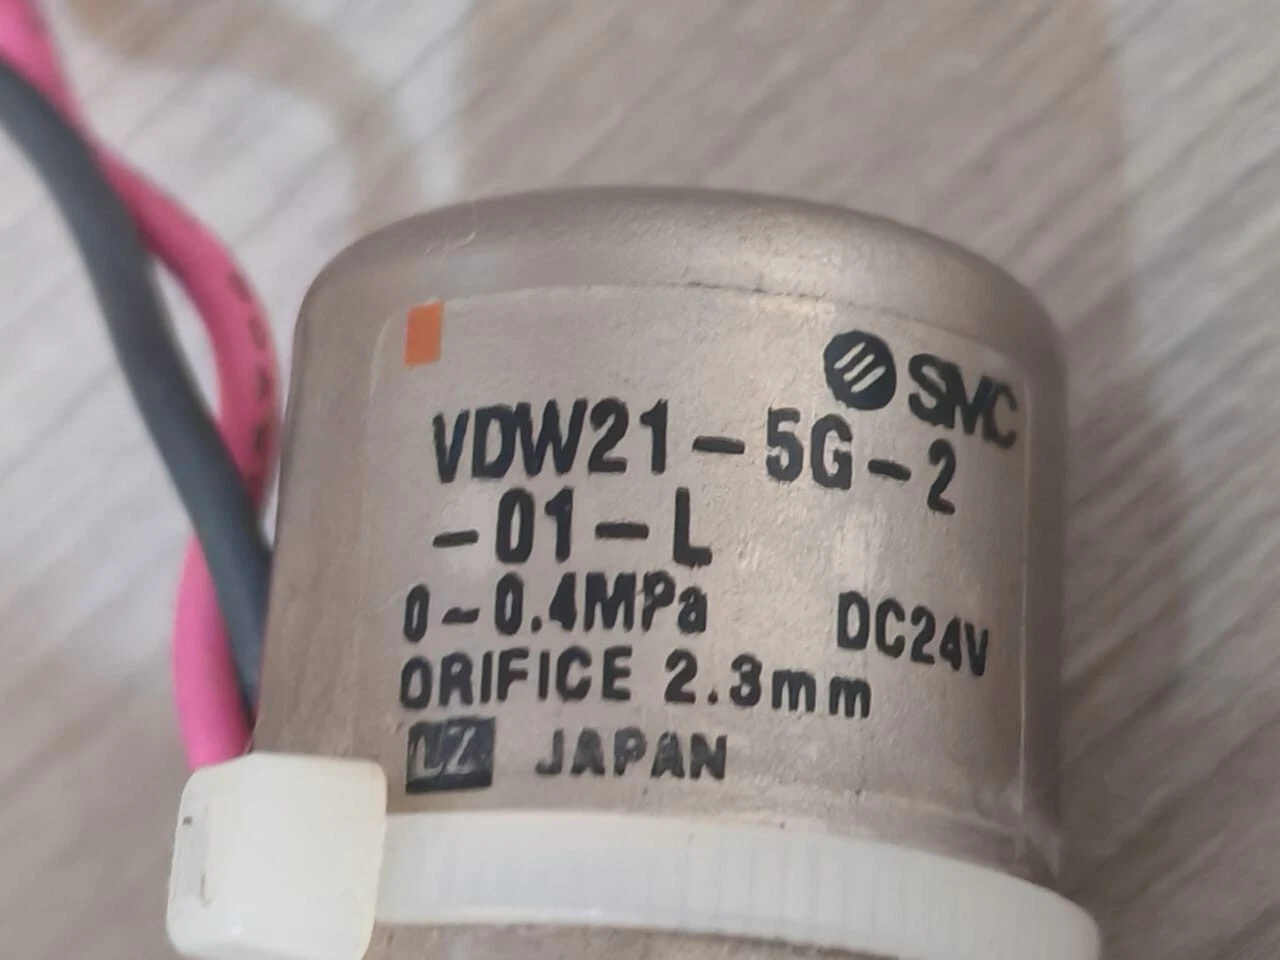 SMC
VDW21-5G-2
-01-L
0~0.4MPa DC24V
ORIFICE 2.3mm
JAPAN